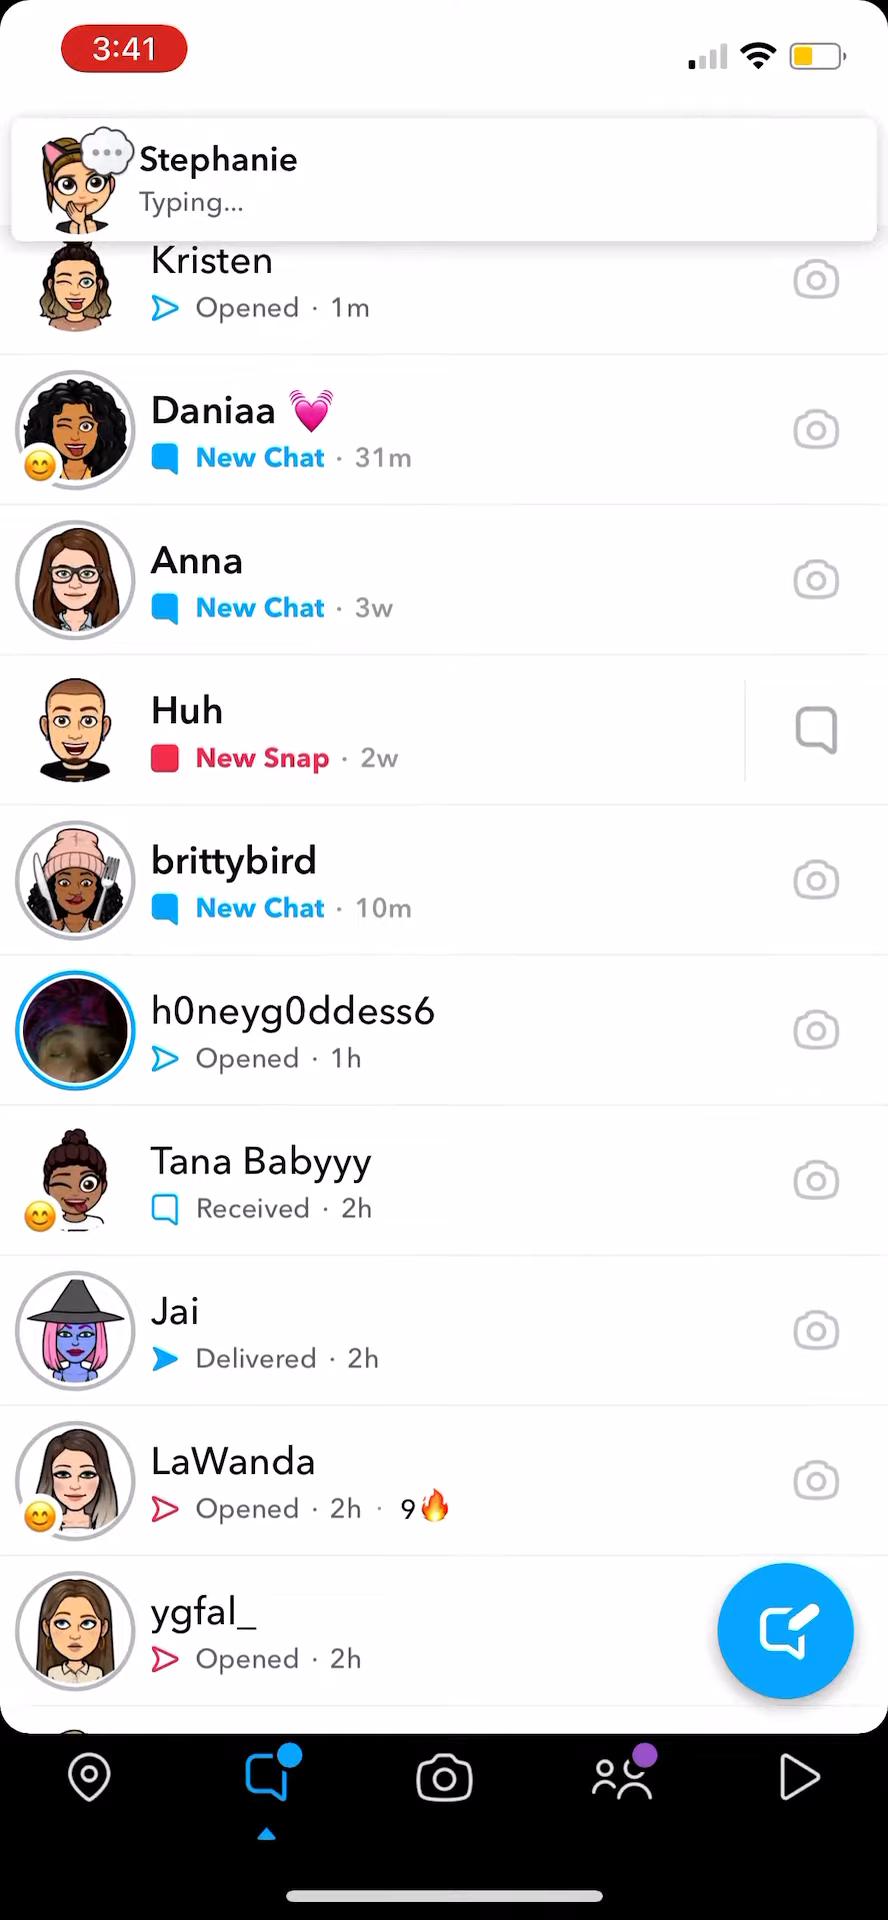 3:41
Stephanie
Typing...
Kristen
Opened · 1m
Daniaa 💓
New Chat · 31m
Anna
New Chat · 3w
Huh
New Snap · 2w
brittybird
New Chat · 10m
h0neyg0ddess6
Opened · 1h
Tana Babyyy
Received · 2h
Jai
Delivered · 2h
LaWanda
Opened · 2h · 9🔥
ygfal_
Opened · 2h